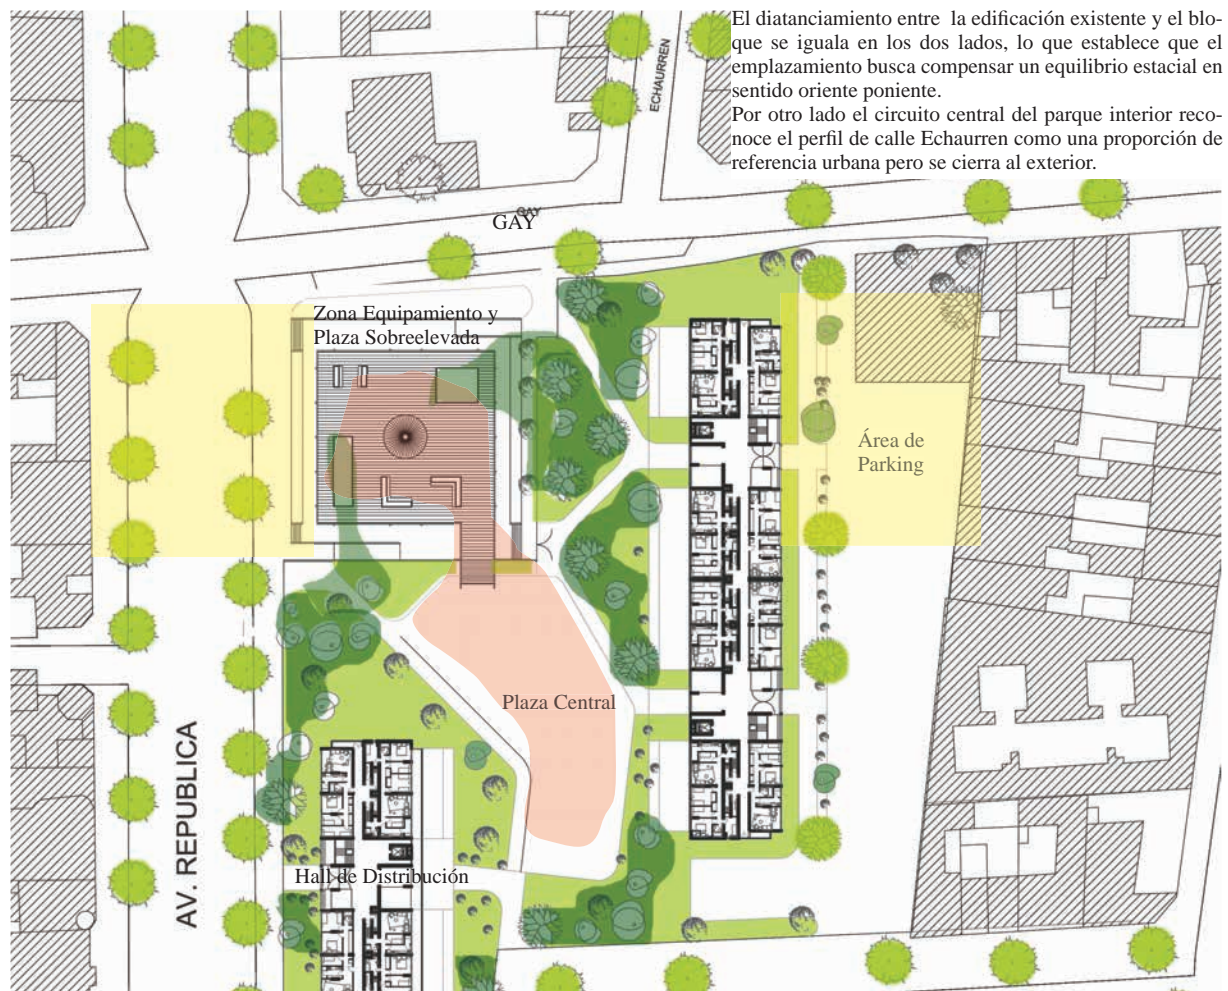 El diatanciamiento entre la edificación existente y el blo-
que se iguala en los dos lados, lo que establece que el
emplazamiento busca compensar un equilibrio estacial en
sentido oriente poniente.
Por otro lado el circuito central del parque interior reco-
noce el perfil de calle Echaurren como una proporción de
referencia urbana pero se cierra al exterior.
ECHAURREN
GAY
GAY
Zona Equipamiento y
Plaza Sobreelevada
Área de
Parking
Plaza Central
AV. REPUBLICA
Hall de Distribución